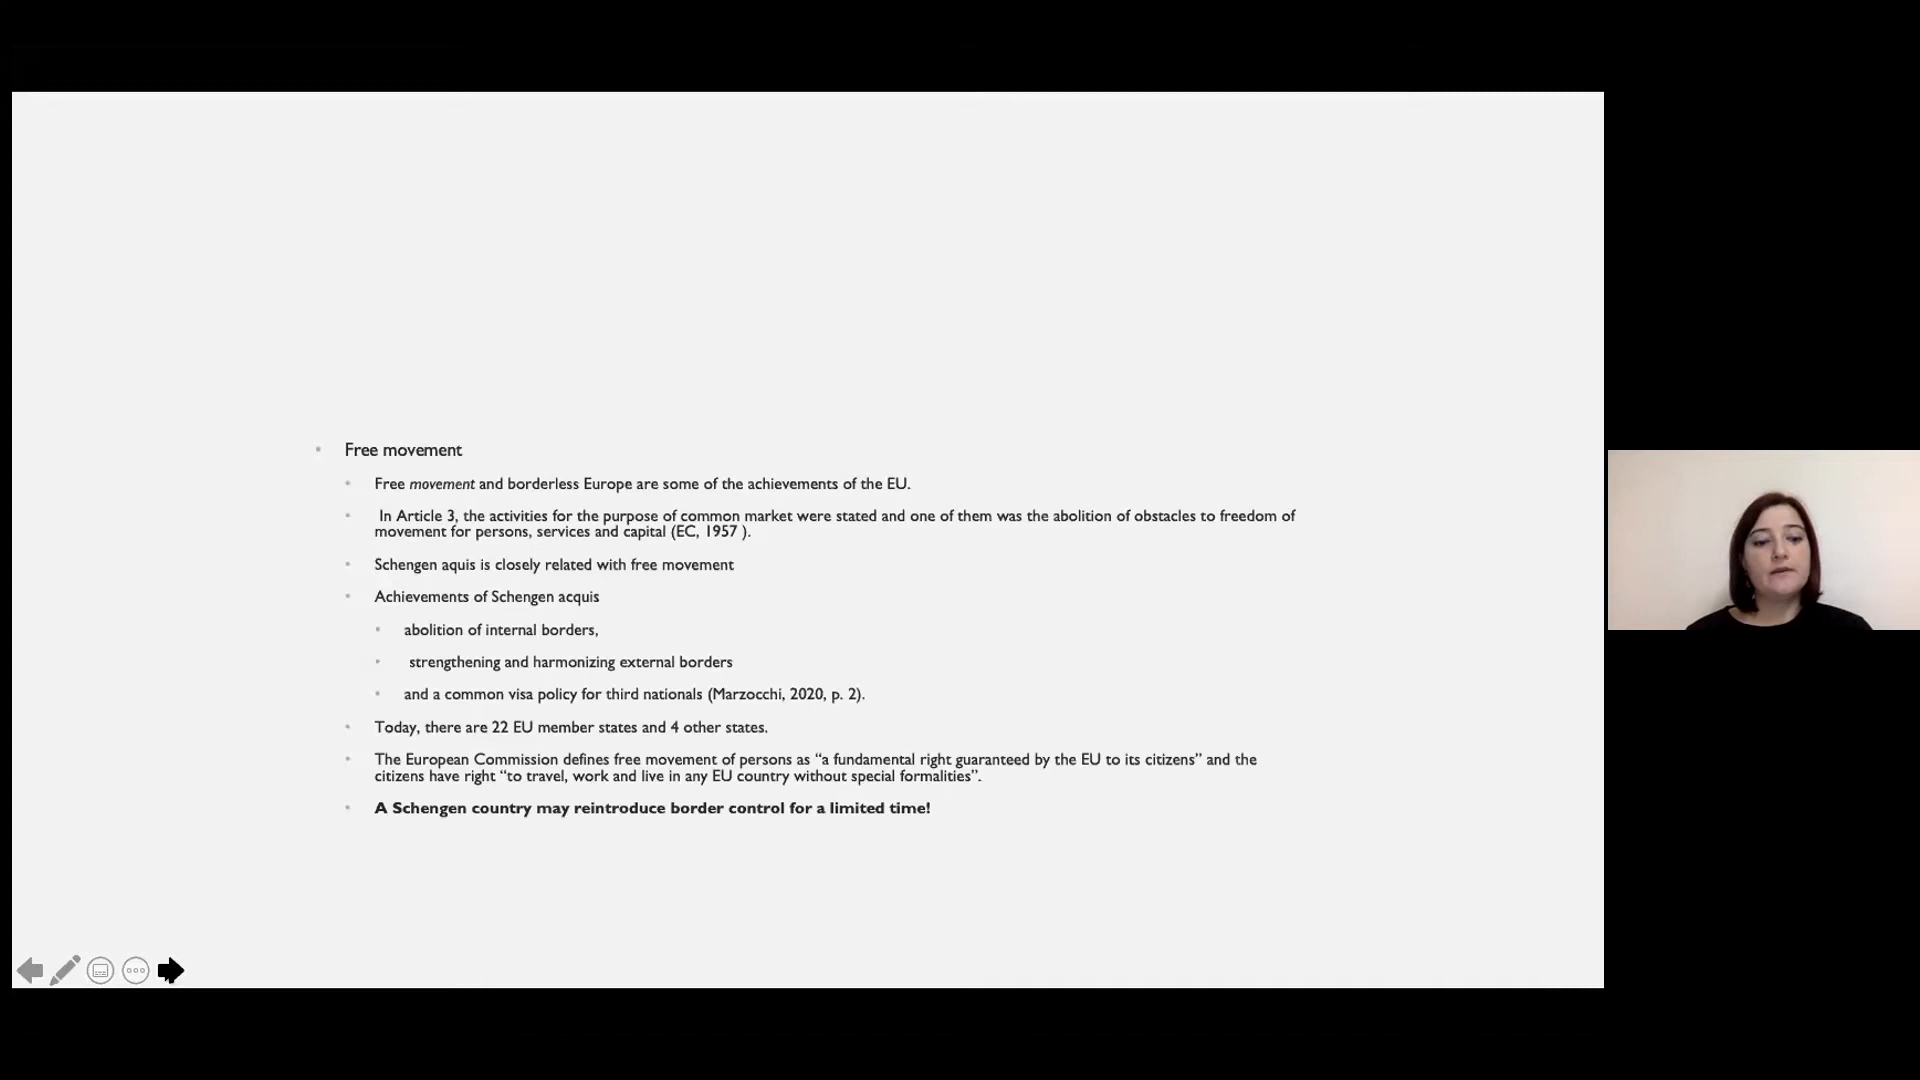 Free movement
Free movement and borderless Europe are some of the achievements of the EU.
In Article 3, the activities for the purpose of common market were stated and one of them was the abolition of obstacles to freedom of
movement for persons, services and capital (EC, 1957 ).
Schengen aquis is closely related with free movement
Achievements of Schengen acquis
abolition of internal borders,
strengthening and harmonizing external borders
and a common visa policy for third nationals (Marzocchi, 2020, p. 2).
Today, there are 22 EU member states and 4 other states.
The European Commission defines free movement of persons as “a fundamental right guaranteed by the EU to its citizens” and the
citizens have right “to travel, work and live in any EU country without special formalities”.
A Schengen country may reintroduce border control for a limited time!